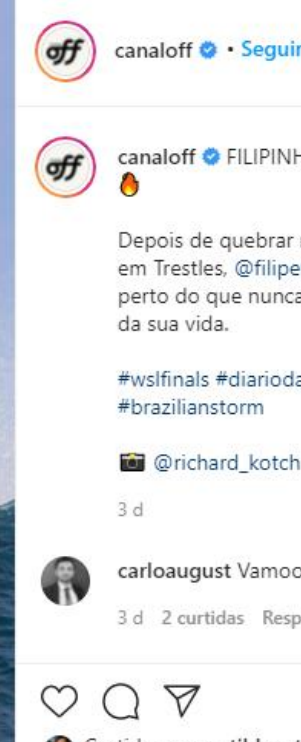 off
canaloff • Seguir
off
canaloff FILIPINH
Depois de quebrar
em Trestles, @filipe
perto do que nunca
da sua vida.
#wslfinals #diarioda
#brazilianstorm
@richard_kotch
3 d
carloaugust Vamoo
3 d 2 curtidas Resp